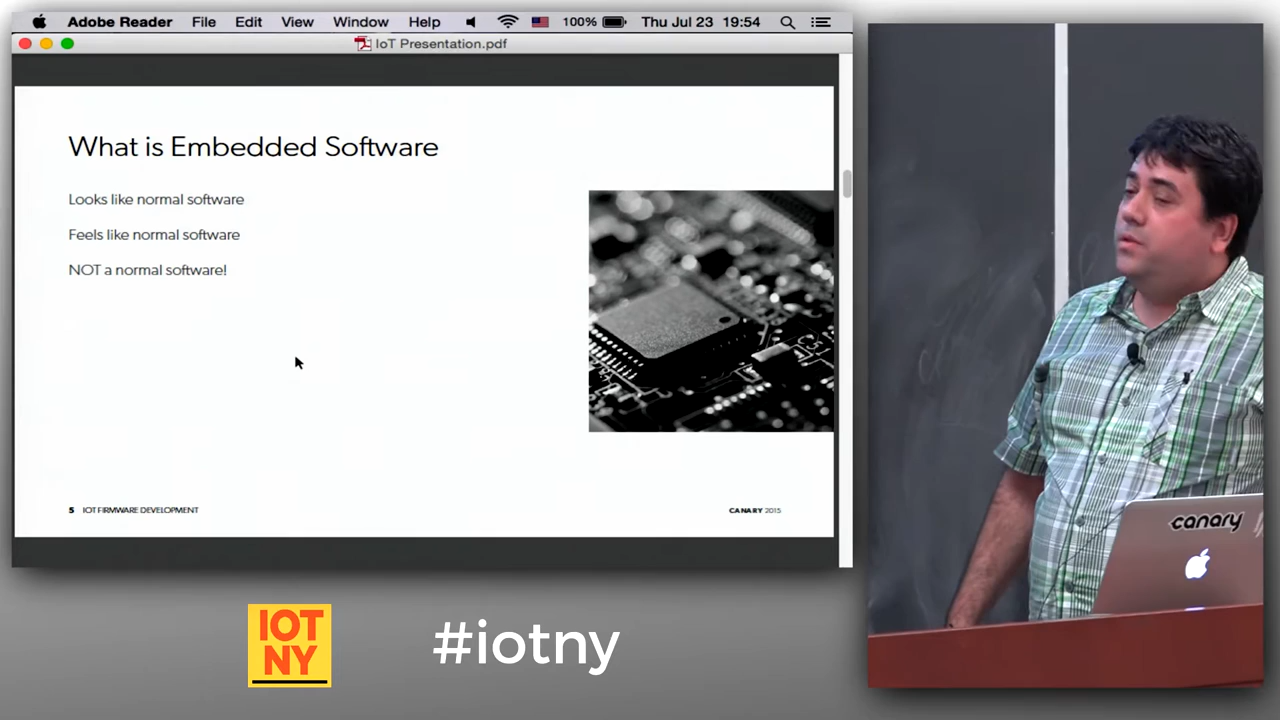 Adobe Reader File Edit View Window Help 100% Thu Jul 23 19:54
IoT Presentation.pdf
What is Embedded Software
Looks like normal software
Feels like normal software
NOT a normal software!
C5
5 IOT FIRMWARE DEVELOPMENT
CANARY 2015
canary
IOT
NY
#iotny